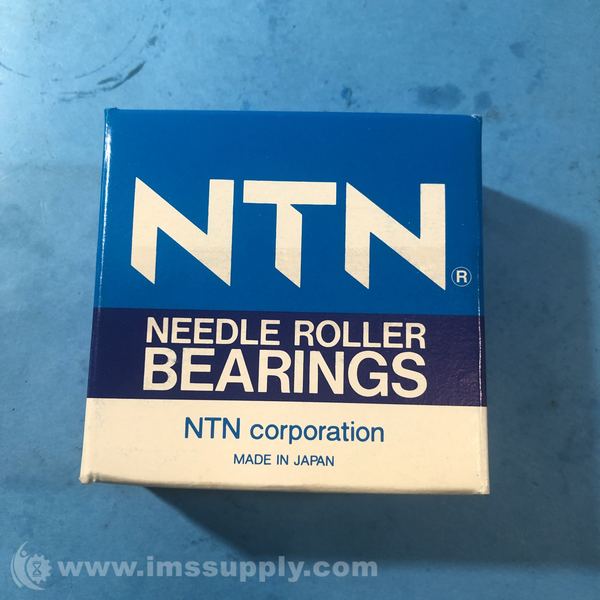 NTN®
NEEDLE ROLLER
BEARINGS
NTN corporation
MADE IN JAPAN
www.imssupply.com